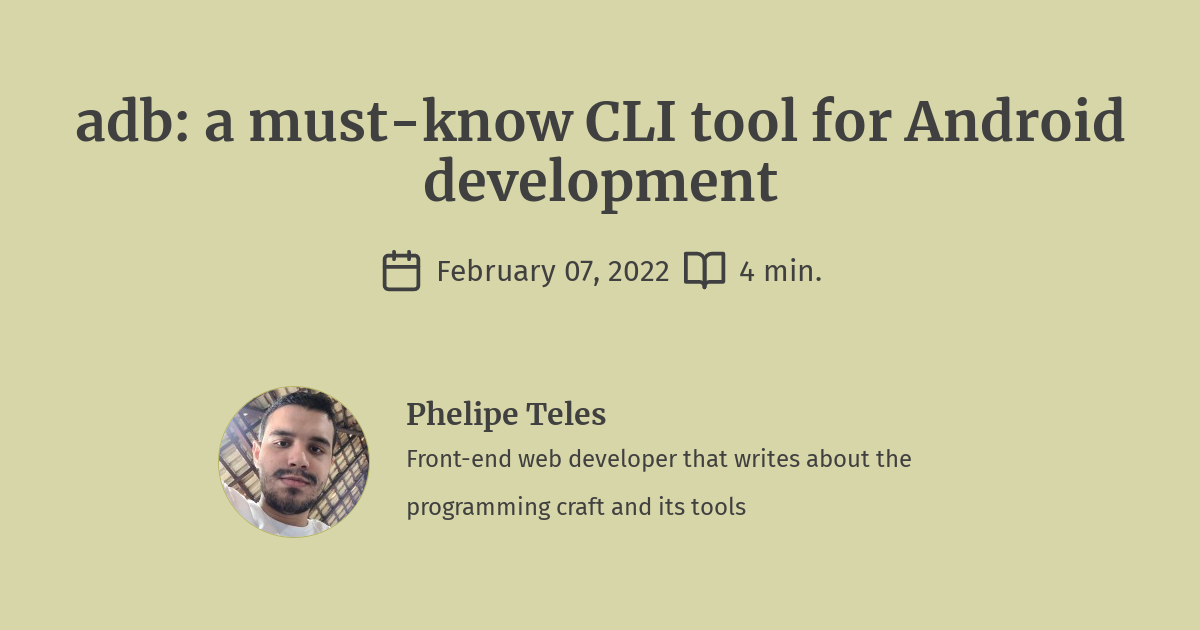 adb: a must-know CLI tool for Android
development
February 07, 2022 4 min.
Phelipe Teles
Front-end web developer that writes about the
programming craft and its tools